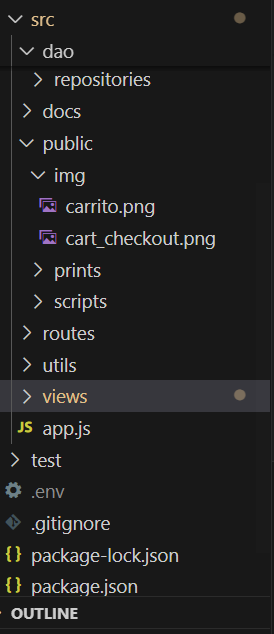 src
dao
repositories
docs
public
img
carrito.png
cart_checkout.png
prints
scripts
routes
utils
views
JS app.js
test
.env
.gitignore
{} package-lock.json
{} package.json
OUTLINE